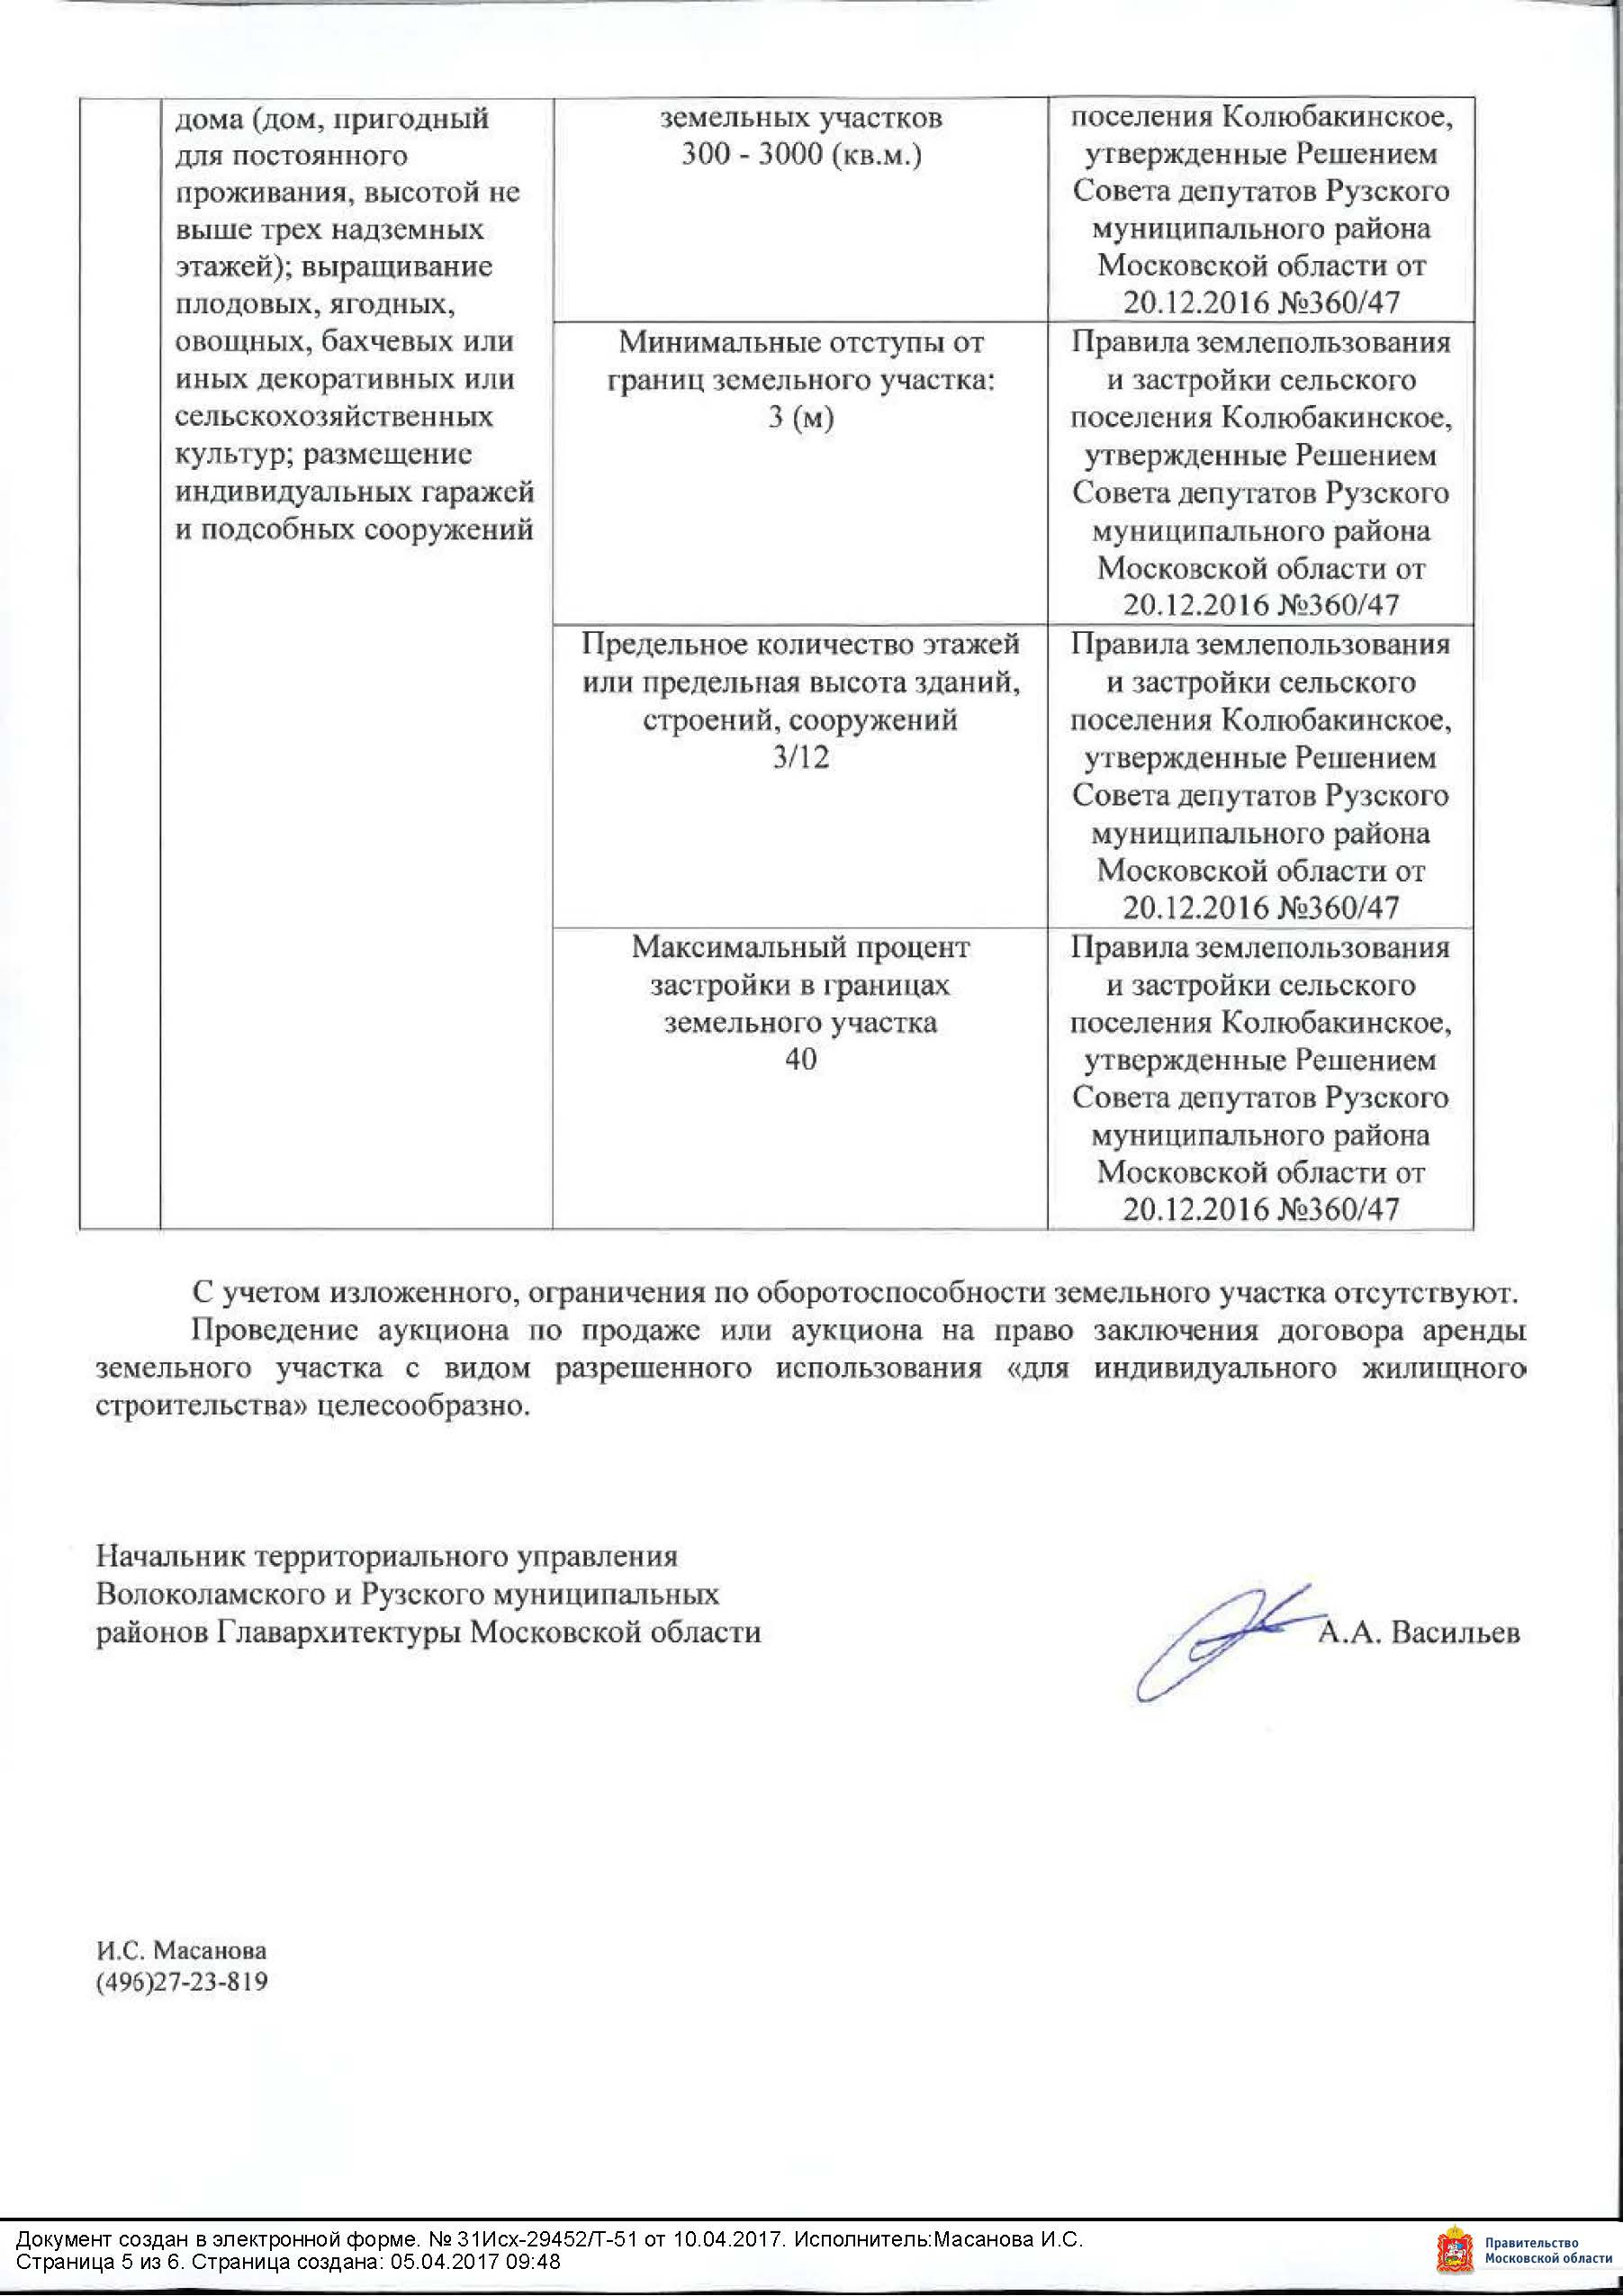 дома (дом, пригодный
для постоянного
проживания, высотой не
выше трех надземных
этажей); выращивание
плодовых, ягодных,
овощных, бахчевых или
иных декоративных или
сельскохозяйственных
культур; размещение
индивидуальных гаражей
и подсобных сооружений
земельных участков
300 - 3000 (кв.м.)
поселения Колюбакинское,
утвержденные Решением
Совета депутатов Рузского
муниципального района
Московской области от
20.12.2016 №360/47
Минимальные отступы от
границ земельного участка:
3 (м)
Правила землепользования
и застройки сельского
поселения Колюбакинское,
утвержденные Решением
Совета депутатов Рузского
муниципального района
Московской области от
20.12.2016 №360/47
Предельное количество этажей
или предельная высота зданий,
строений, сооружений
3/12
Правила землепользования
и застройки сельского
поселения Колюбакинское,
утвержденные Решением
Совета депутатов Рузского
муниципального района
Московской области от
20.12.2016 №360/47
Максимальный процент
застройки в границах
земельного участка
40
Правила землепользования
и застройки сельского
поселения Колюбакинское,
утвержденные Решением
Совета депутатов Рузского
муниципального района
Московской области от
20.12.2016 №360/47
С учетом изложенного, ограничения по оборотоспособности земельного участка отсутствуют.
Проведение аукциона по продаже или аукциона на право заключения договора аренды
земельного участка с видом разрешенного использования «для индивидуального жилищного
строительства» целесообразно.
Начальник территориального управления
Волоколамского и Рузского муниципальных
районов Главархитектуры Московской области
А.А. Васильев
И.С. Масанова
(496)27-23-819
Документ создан в электронной форме. № 31Исх-29452/Т-51 от 10.04.2017. Исполнитель:Масанова И.С.
Страница 5 из 6. Страница создана: 05.04.2017 09:48
Правительство
Московской области